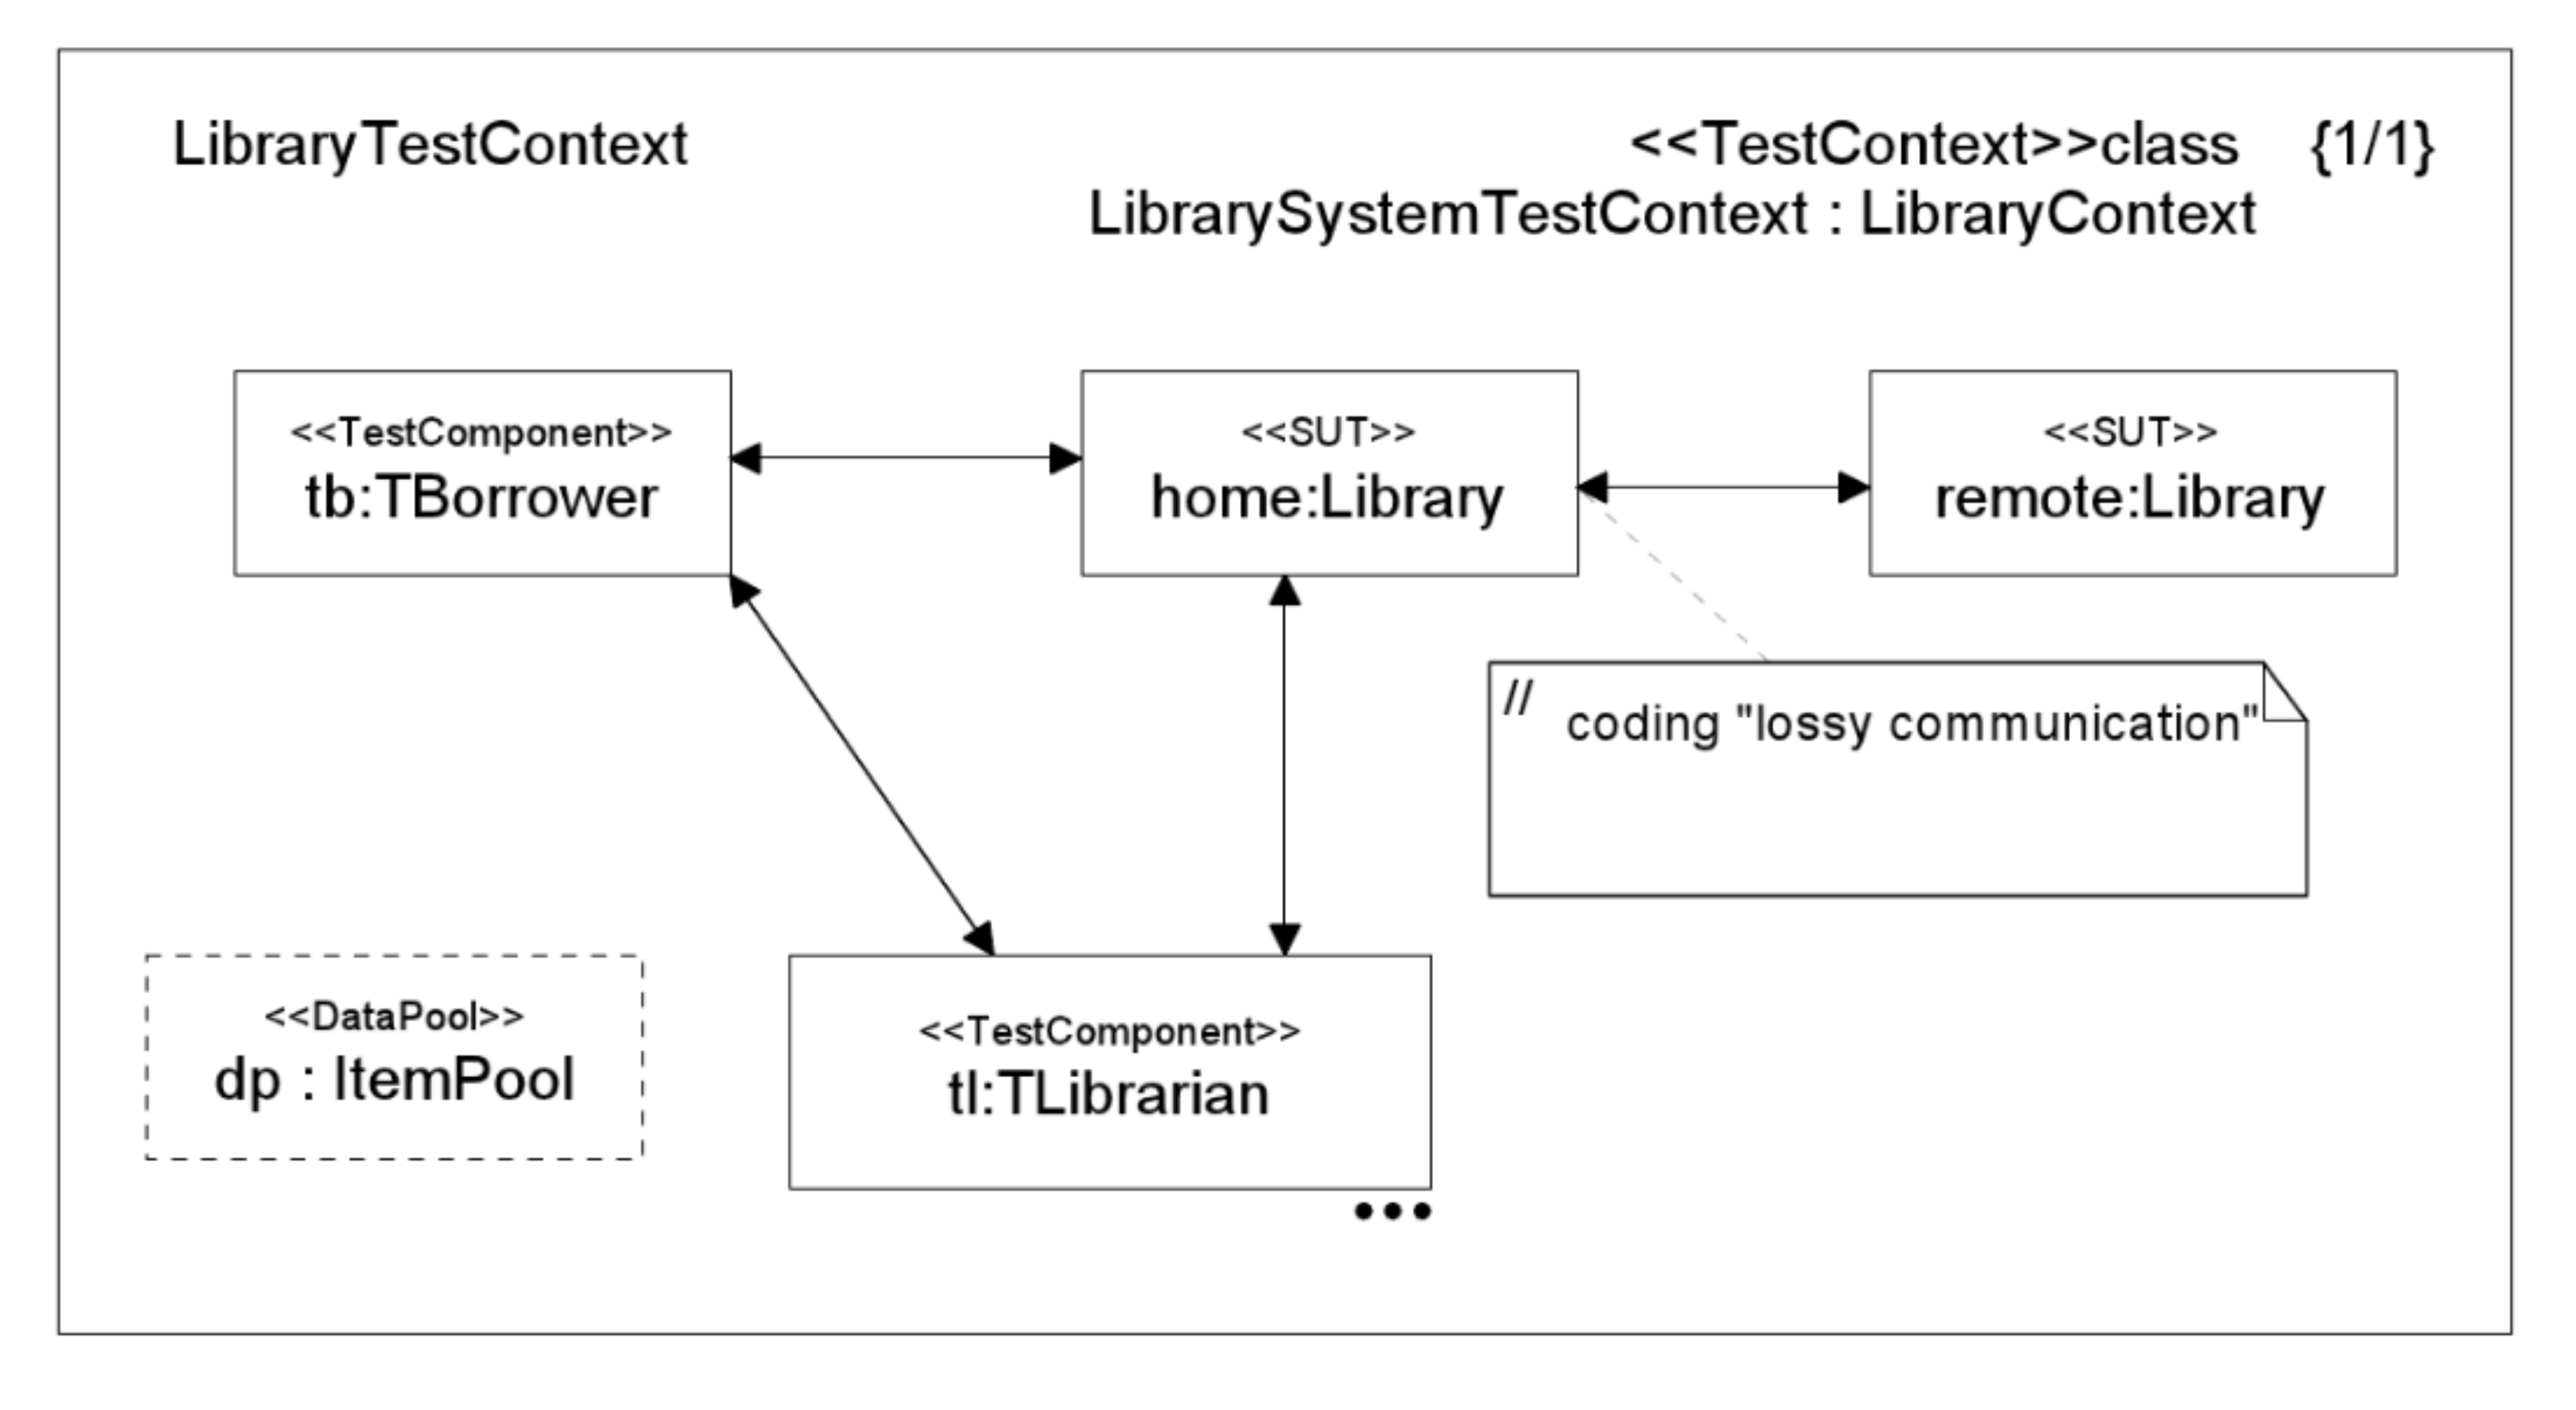 LibraryTestContext
<<TestContext>>class {1/1}
LibrarySystemTestContext : LibraryContext
<<TestComponent>>
tb:TBorrower
<<SUT>>
home:Library
<<SUT>>
remote:Library
//
coding "lossy communication"
<<DataPool>>
dp : ItemPool
<<TestComponent>>
tl:TLibrarian